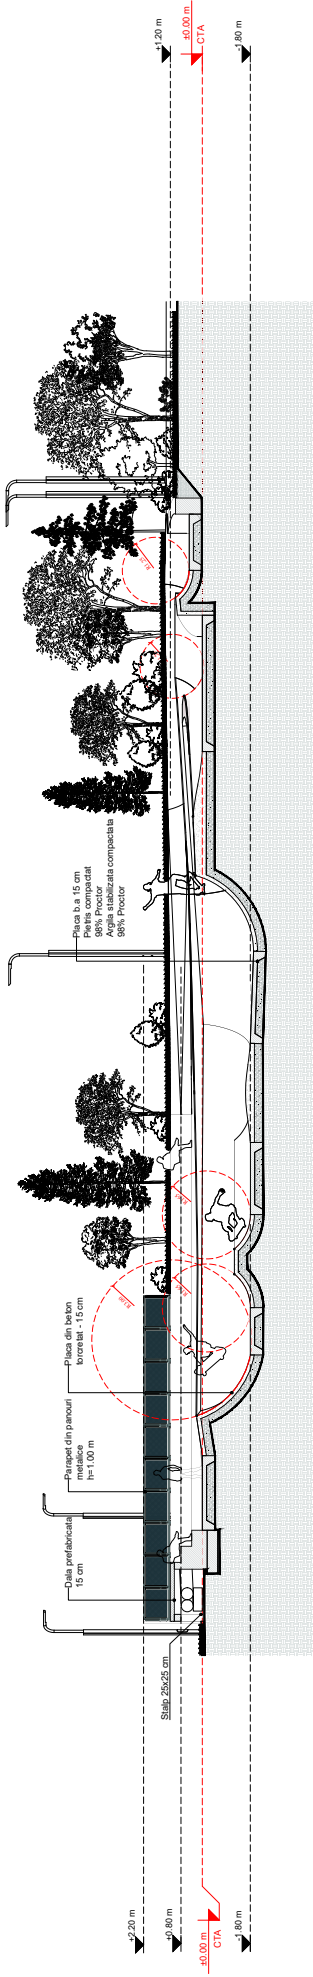 +2.20 m
+0.80 m
±0.00 m
CTA
-1.80 m
Stalp 25x25 cm
Dala prefabricata
15 cm
Parapet din panouri
metalice
h=1.00 m
Placa din beton
torcretat - 15 cm
Placa b.a 15 cm
Pietris compactat
98% Proctor
Argila stabilizata compactata
98% Proctor
+1.20 m
±0.00 m
CTA
-1.80 m